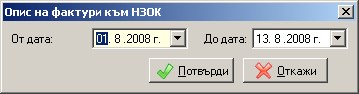 Опис на фактури към НЗОК
От дата: 01. 8 .2008 г. До дата: 13. 8 .2008 г.
Потвърди Откажи